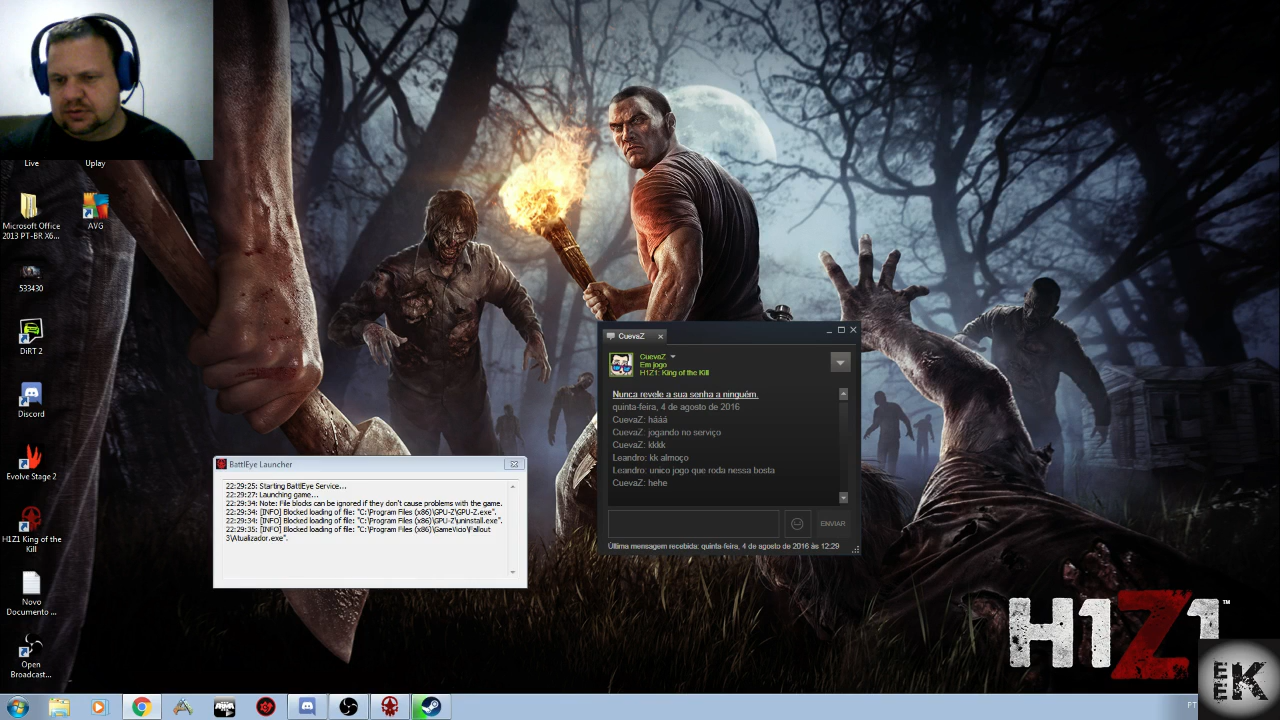 Live
Uplay
Microsoft Office
2013 PT-BR X6...
AVG
533430
DiRT 2
Discord
Evolve Stage 2
H1Z1 King of the
Kill
Novo
Documento ...
Open
Broadcast...
BattlEye Launcher
22:29:25: Starting BattlEye Service...
22:29:27: Launching game...
22:29:34: Note: File blocks can be ignored if they don't cause problems with the game.
22:29:34: [INFO] Blocked loading of file: "C:\Program Files (x86)\GPU-Z\GPU-Z.exe".
22:29:34: [INFO] Blocked loading of file: "C:\Program Files (x86)\GPU-Z\uninstall.exe".
22:29:35: [INFO] Blocked loading of file: "C:\Program Files (x86)\GameVicio\Fallout
3\Atualizador.exe".
CuevaZ
CuevaZ
Em jogo
H1Z1: King of the Kill
Nunca revele a sua senha a ninguém.
quinta-feira, 4 de agosto de 2016
CuevaZ: hááá
CuevaZ: jogando no serviço
CuevaZ: kkkk
Leandro: kk almoço
Leandro: unico jogo que roda nessa bosta
CuevaZ: hehe
ENVIAR
Última mensagem recebida: quinta-feira, 4 de agosto de 2016 às 12:29
H1Z1™
ARMA
PT
EK